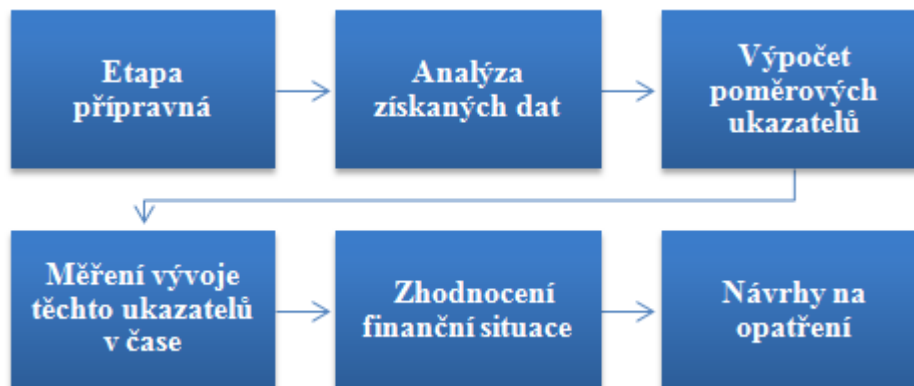 Etapa
přípravná
Analýza
získaných dat
Výpočet
poměrových
ukazatelů
Měření vývoje
těchto ukazatelů
v čase
Zhodnocení
finanční situace
Návrhy na
opatření